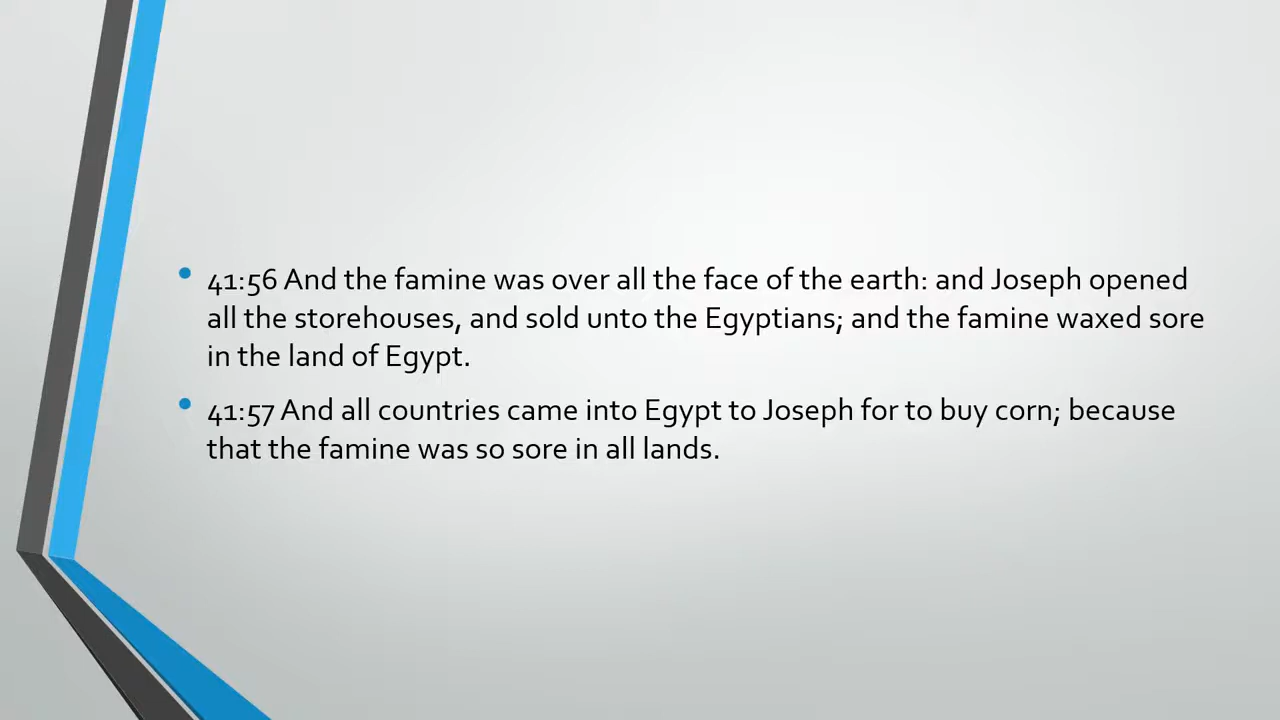 • 41:56 And the famine was over all the face of the earth: and Joseph opened
all the storehouses, and sold unto the Egyptians; and the famine waxed sore
in the land of Egypt.
• 41:57 And all countries came into Egypt to Joseph for to buy corn; because
that the famine was so sore in all lands.